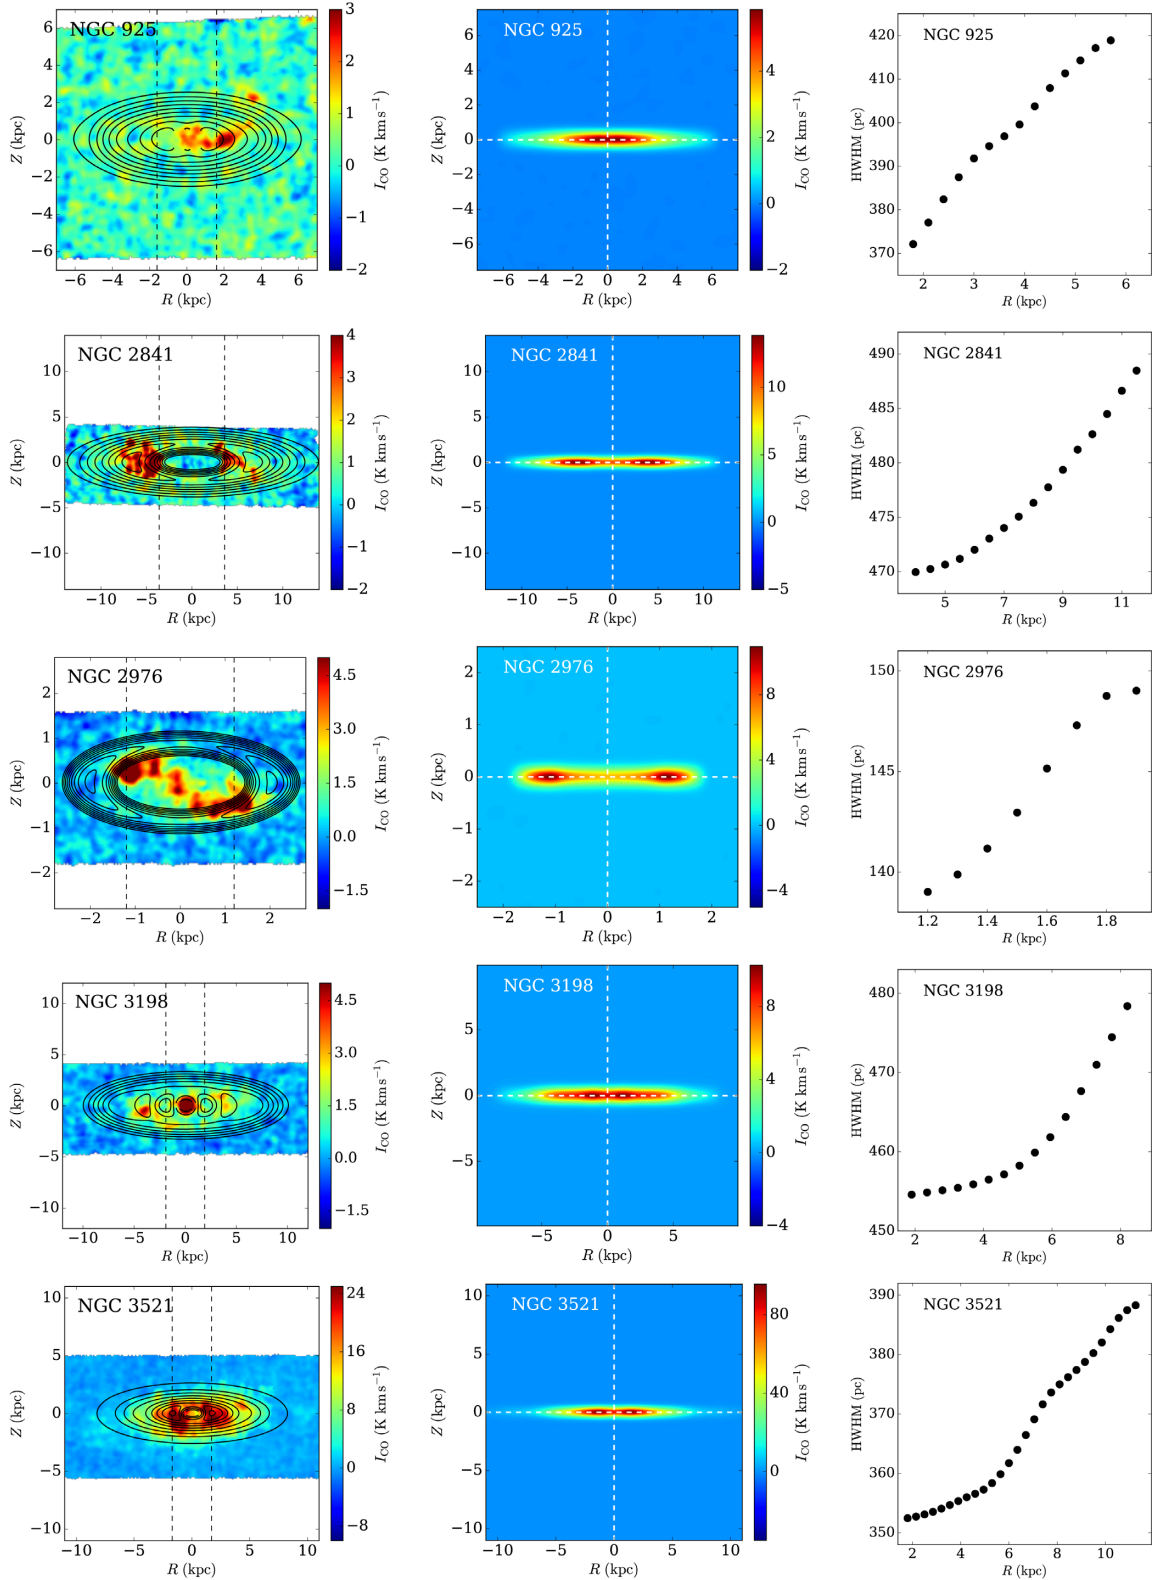 NGC 925
6
4
2
0
−2
−4
−6
Z (kpc)
−6 −4 −2 0 2 4 6
R (kpc)
3
2
1
0
−1
−2
I_CO (K km s⁻¹)
NGC 925
6
4
2
0
−2
−4
−6
Z (kpc)
−6 −4 −2 0 2 4 6
R (kpc)
4
2
0
−2
I_CO (K km s⁻¹)
NGC 925
420
410
400
390
380
370
HWHM (pc)
2 3 4 5 6
R (kpc)
NGC 2841
10
5
0
−5
−10
Z (kpc)
−10 −5 0 5 10
R (kpc)
4
3
2
1
0
−1
−2
I_CO (K km s⁻¹)
NGC 2841
10
5
0
−5
−10
Z (kpc)
−10 −5 0 5 10
R (kpc)
10
5
0
−5
I_CO (K km s⁻¹)
NGC 2841
490
485
480
475
470
HWHM (pc)
5 7 9 11
R (kpc)
NGC 2976
2
1
0
−1
−2
Z (kpc)
−2 −1 0 1 2
R (kpc)
4.5
3.0
1.5
0.0
−1.5
I_CO (K km s⁻¹)
NGC 2976
2
1
0
−1
−2
Z (kpc)
−2 −1 0 1 2
R (kpc)
8
4
0
−4
I_CO (K km s⁻¹)
NGC 2976
150
145
140
HWHM (pc)
1.2 1.4 1.6 1.8
R (kpc)
NGC 3198
10
5
0
−5
−10
Z (kpc)
−10 −5 0 5 10
R (kpc)
4.5
3.0
1.5
0.0
−1.5
I_CO (K km s⁻¹)
NGC 3198
5
0
−5
Z (kpc)
−5 0 5
R (kpc)
8
4
0
−4
I_CO (K km s⁻¹)
NGC 3198
480
470
460
450
HWHM (pc)
2 4 6 8
R (kpc)
NGC 3521
10
5
0
−5
−10
Z (kpc)
−10 −5 0 5 10
R (kpc)
24
16
8
0
−8
I_CO (K km s⁻¹)
NGC 3521
10
5
0
−5
−10
Z (kpc)
−10 −5 0 5 10
R (kpc)
80
40
0
I_CO (K km s⁻¹)
NGC 3521
390
380
370
360
350
HWHM (pc)
2 4 6 8 10
R (kpc)